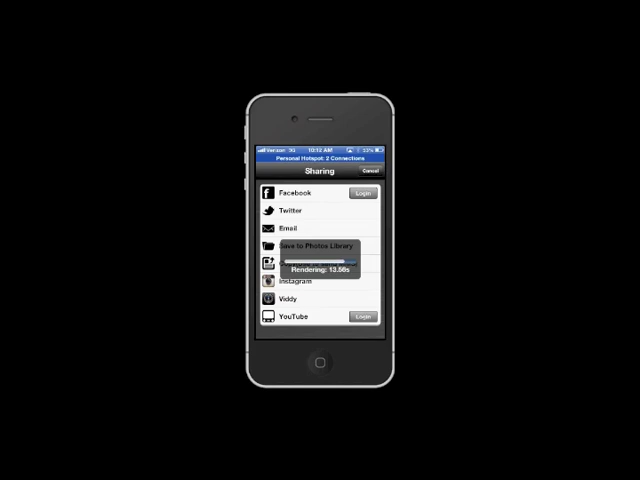 Verizon 3G 10:12 AM 22%
Personal Hotspot: 2 Connections
Sharing Cancel
Facebook Login
Twitter
Email
Save to Photos Library
Rendering: 13.56s
Instagram
Viddy
YouTube Login